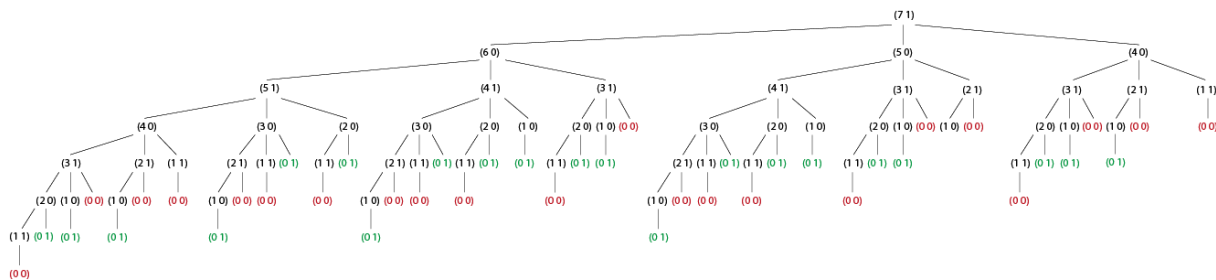 (7 1)
(6 0) (5 0) (4 0)
(5 1) (4 1) (3 1) (4 1) (3 1) (2 1) (3 1) (2 1) (1 1)
(4 0) (3 0) (2 0) (3 0) (2 0) (1 0) (2 0) (1 0) (0 0) (3 0) (2 0) (1 0) (2 0) (1 0) (0 0) (1 0) (0 0) (2 0) (1 0) (0 0) (1 0) (0 0) (0 0)
(3 1) (2 1) (1 1) (2 1) (1 1) (0 1) (1 1) (0 1) (2 1) (1 1) (0 1) (1 1) (0 1) (0 1) (1 1) (0 1) (0 1) (2 1) (1 1) (0 1) (1 1) (0 1) (0 1) (1 1) (0 1) (0 1) (1 1) (0 1) (0 1) (0 1)
(2 0) (1 0) (0 0) (1 0) (0 0) (0 0) (1 0) (0 0) (0 0) (0 0) (0 0) (1 0) (0 0) (0 0) (0 0) (0 0) (1 0) (0 0) (0 0) (0 0) (0 0) (0 0)
(1 1) (0 1) (0 1) (0 1) (0 1) (0 1) (0 1)
(0 0)